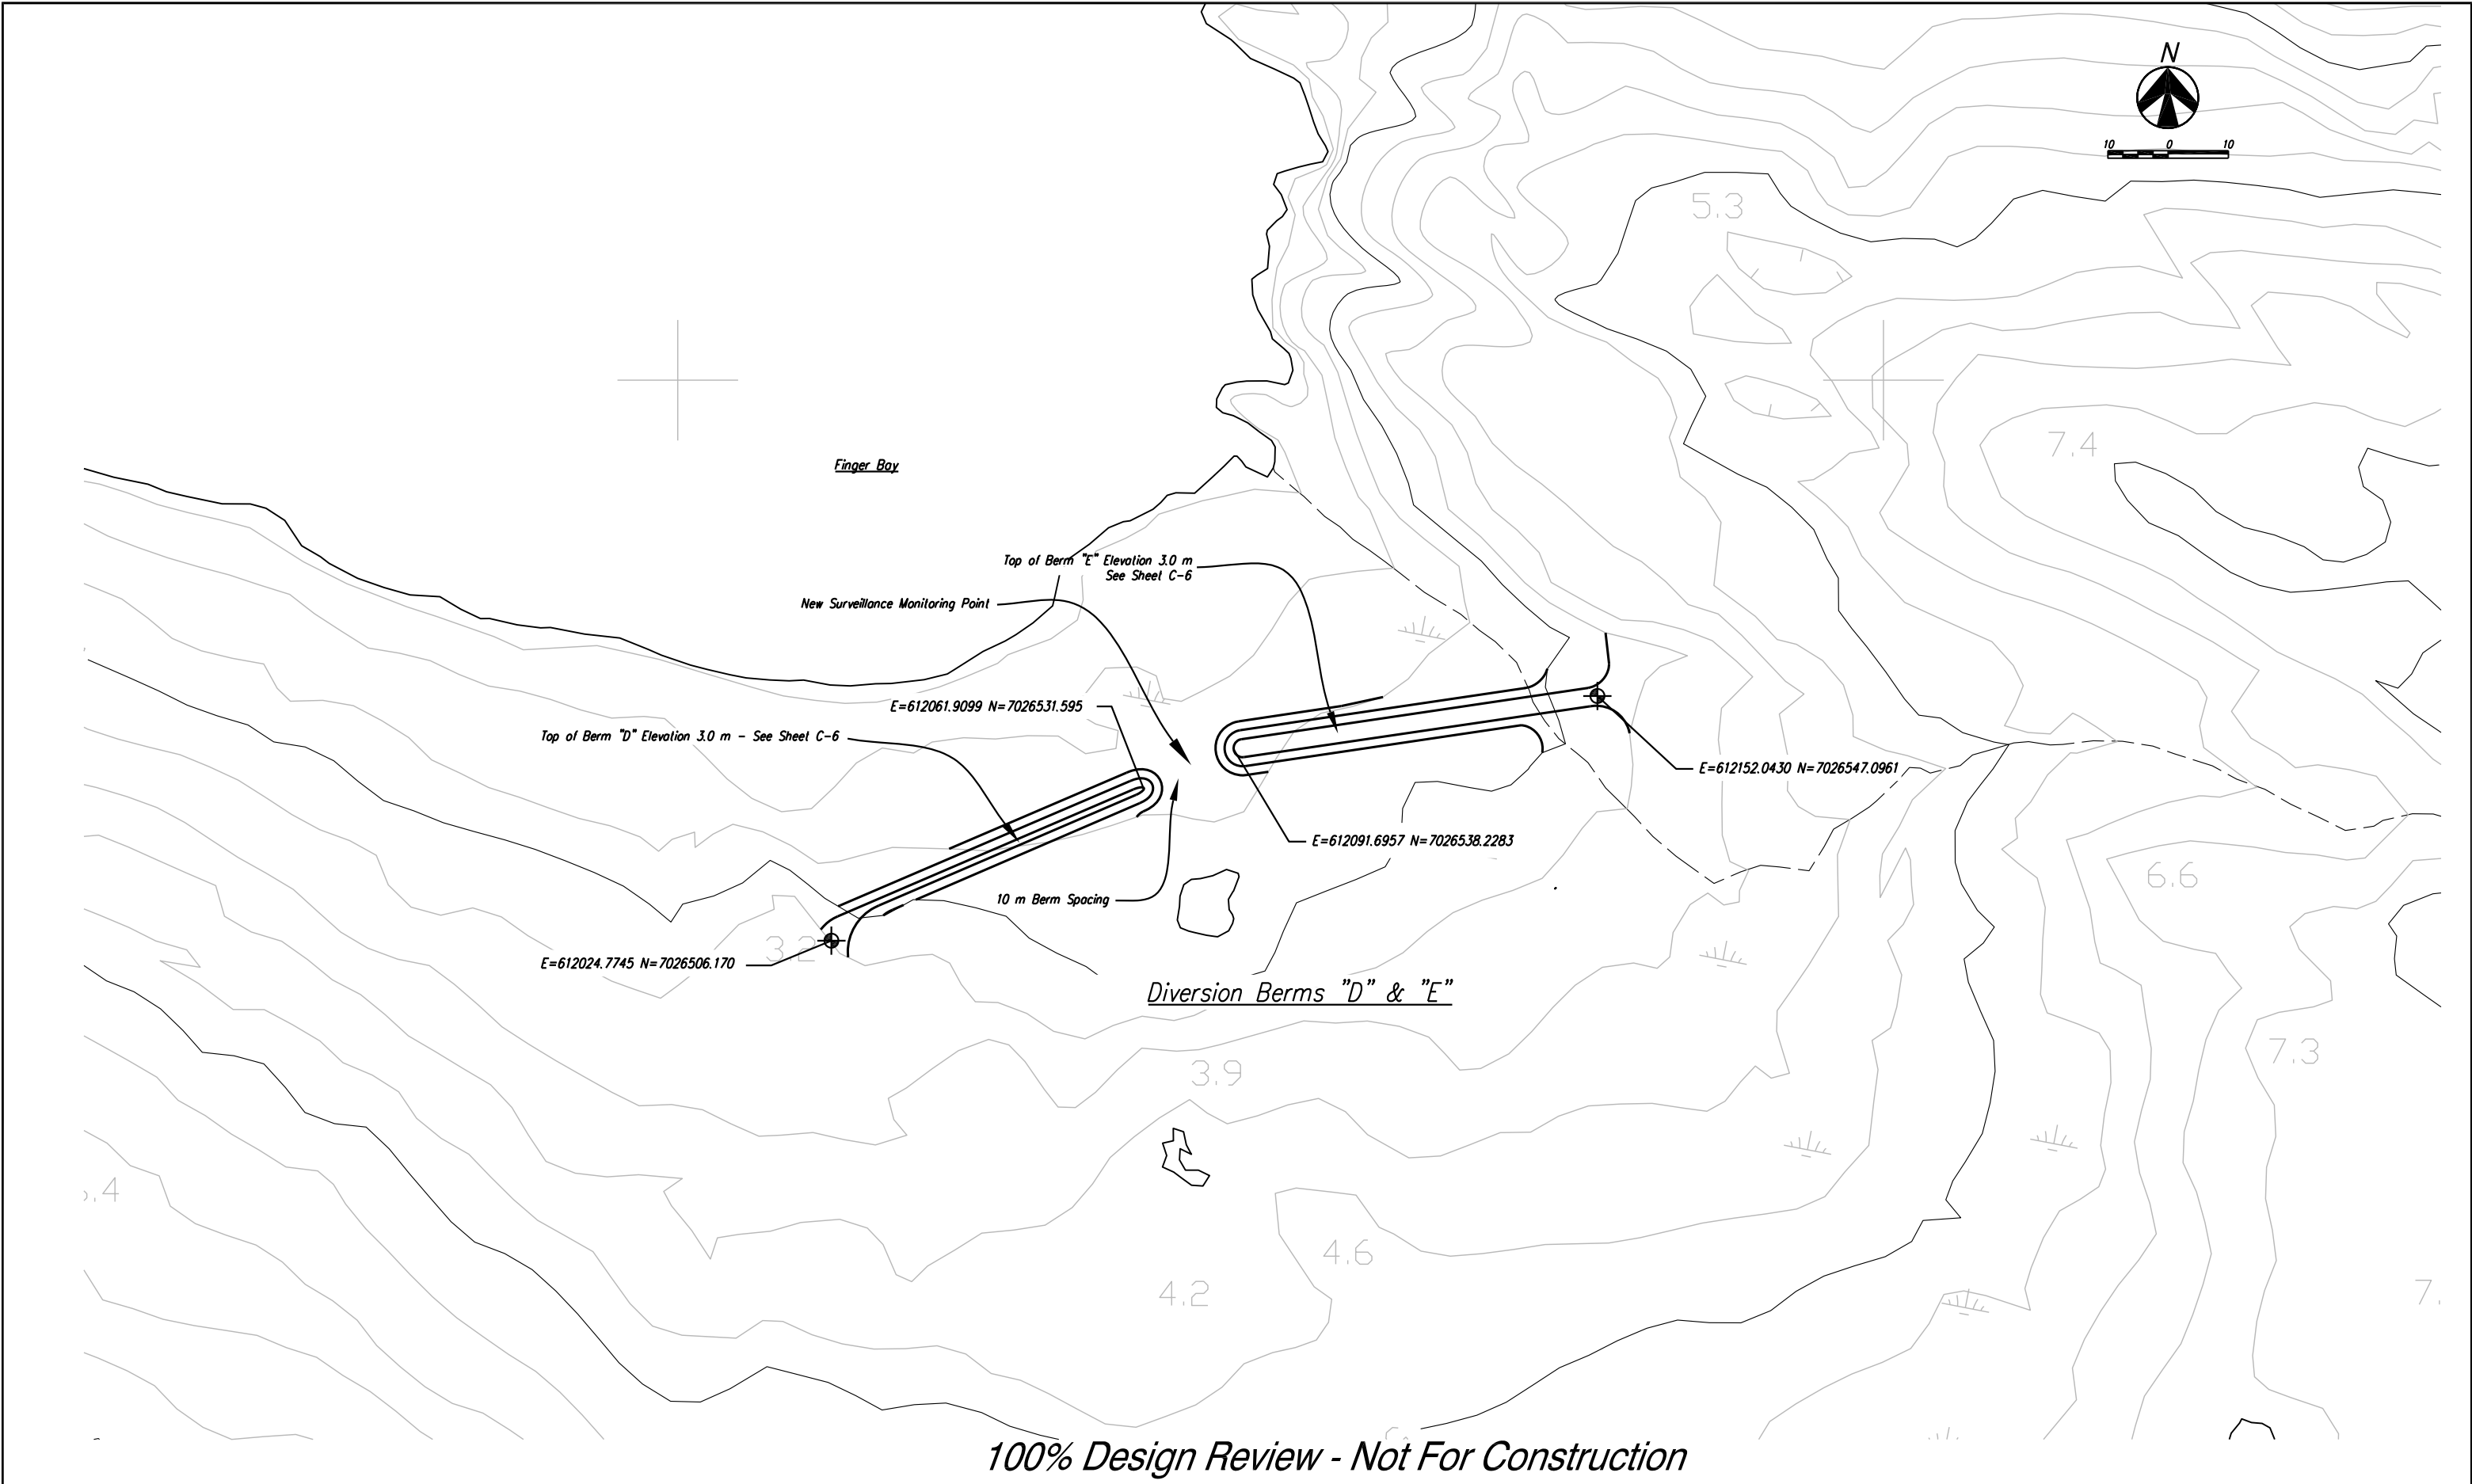 N
10 0 10
5.3
7.4
Finger Bay
Top of Berm "E" Elevation 3.0 m
See Sheet C-6
New Surveillance Monitoring Point
E=612061.9099 N=7026531.595
Top of Berm "D" Elevation 3.0 m - See Sheet C-6
E=612152.0430 N=7026547.0961
E=612091.6957 N=7026538.2283
6.6
10 m Berm Spacing
3.2
E=612024.7745 N=7026506.170
Diversion Berms "D" & "E"
7.3
3.9
.4
4.6
4.2
7.
100% Design Review - Not For Construction